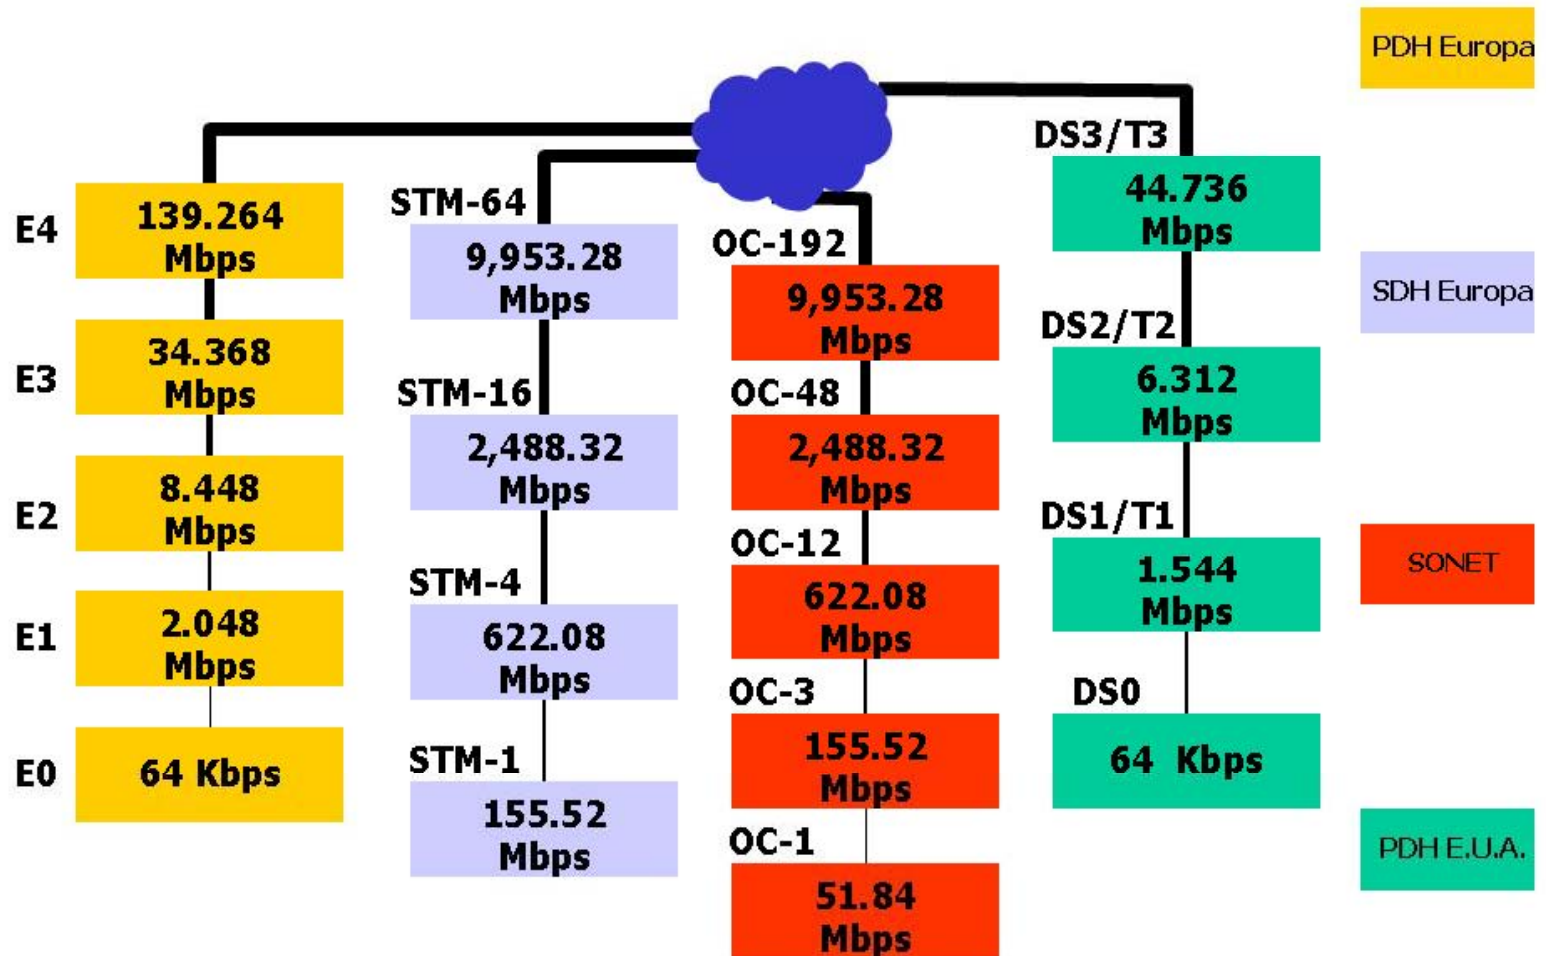 E4
139.264
Mbps
E3
34.368
Mbps
E2
8.448
Mbps
E1
2.048
Mbps
E0
64 Kbps
STM-64
9,953.28
Mbps
STM-16
2,488.32
Mbps
STM-4
622.08
Mbps
STM-1
155.52
Mbps
OC-192
9,953.28
Mbps
OC-48
2,488.32
Mbps
OC-12
622.08
Mbps
OC-3
155.52
Mbps
OC-1
51.84
Mbps
DS3/T3
44.736
Mbps
DS2/T2
6.312
Mbps
DS1/T1
1.544
Mbps
DS0
64 Kbps
PDH Europa
SDH Europa
SONET
PDH E.U.A.